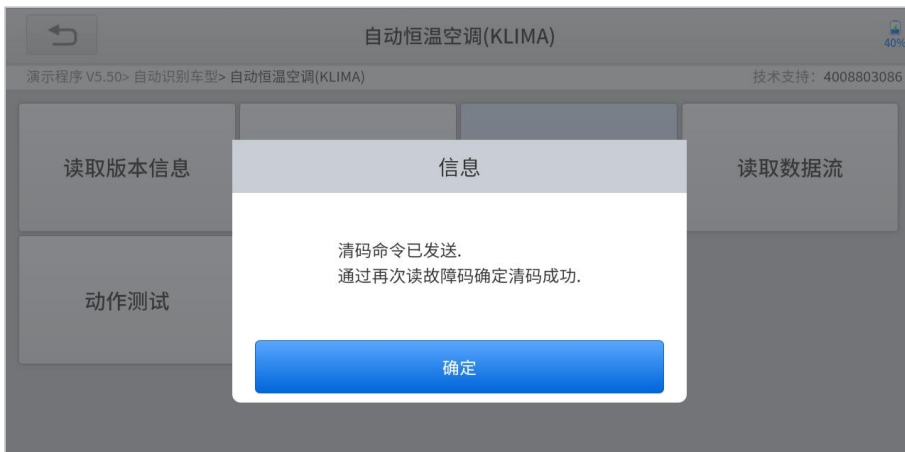 自动恒温空调(KLIMA)
40%
演示程序 V5.50> 自动识别车型> 自动恒温空调(KLIMA)
技术支持：4008803086
读取版本信息
读取数据流
信息
清码命令已发送.
通过再次读故障码确定清码成功.
动作测试
确定